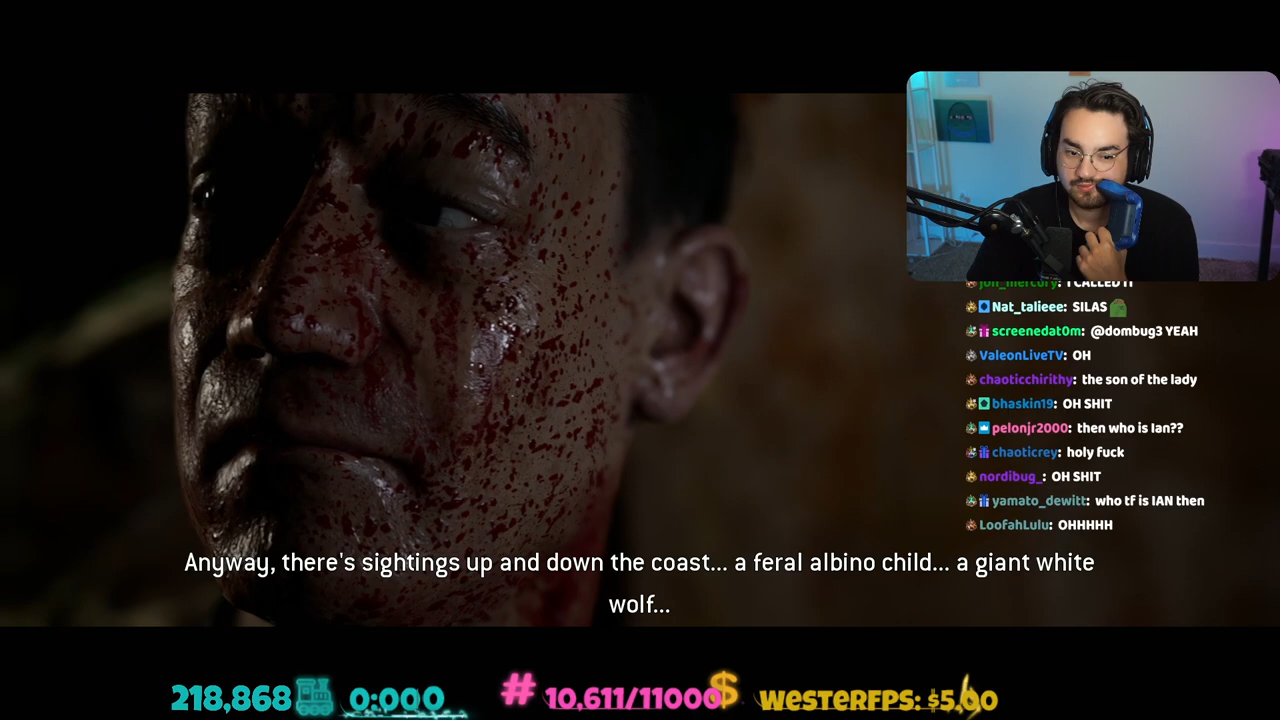 jon_mercury: I CALLED IT
Nat_talieee: SILAS
screenedat0m: @dombug3 YEAH
ValeonLiveTV: OH
chaoticchirithy: the son of the lady
bhaskin19: OH SHIT
pelonjr2000: then who is Ian??
chaoticrey: holy fuck
nordibug_: OH SHIT
yamato_dewitt: who tf is IAN then
LoofahLulu: OHHHHH
Anyway, there's sightings up and down the coast... a feral albino child... a giant white
wolf...
218,868 0:000 # 10,611/11000 $ WESTERFPS: $5.00